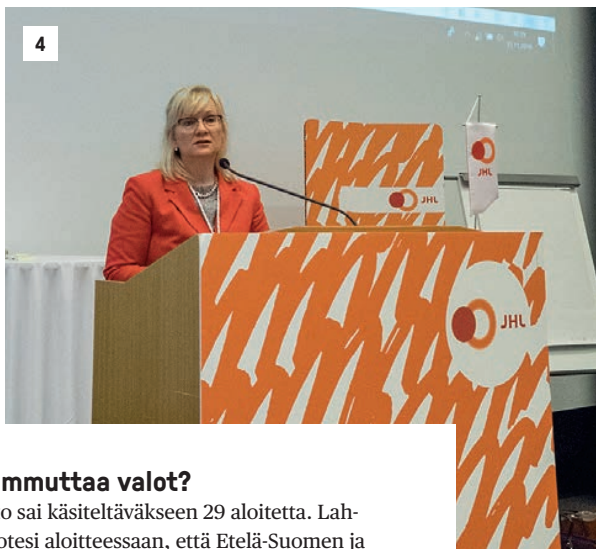 4
JHL
JHL
JHL
mmuttaa valot?
o sai käsiteltäväkseen 29 aloitetta. Lah-
otesi aloitteessaan, että Etelä-Suomen ja